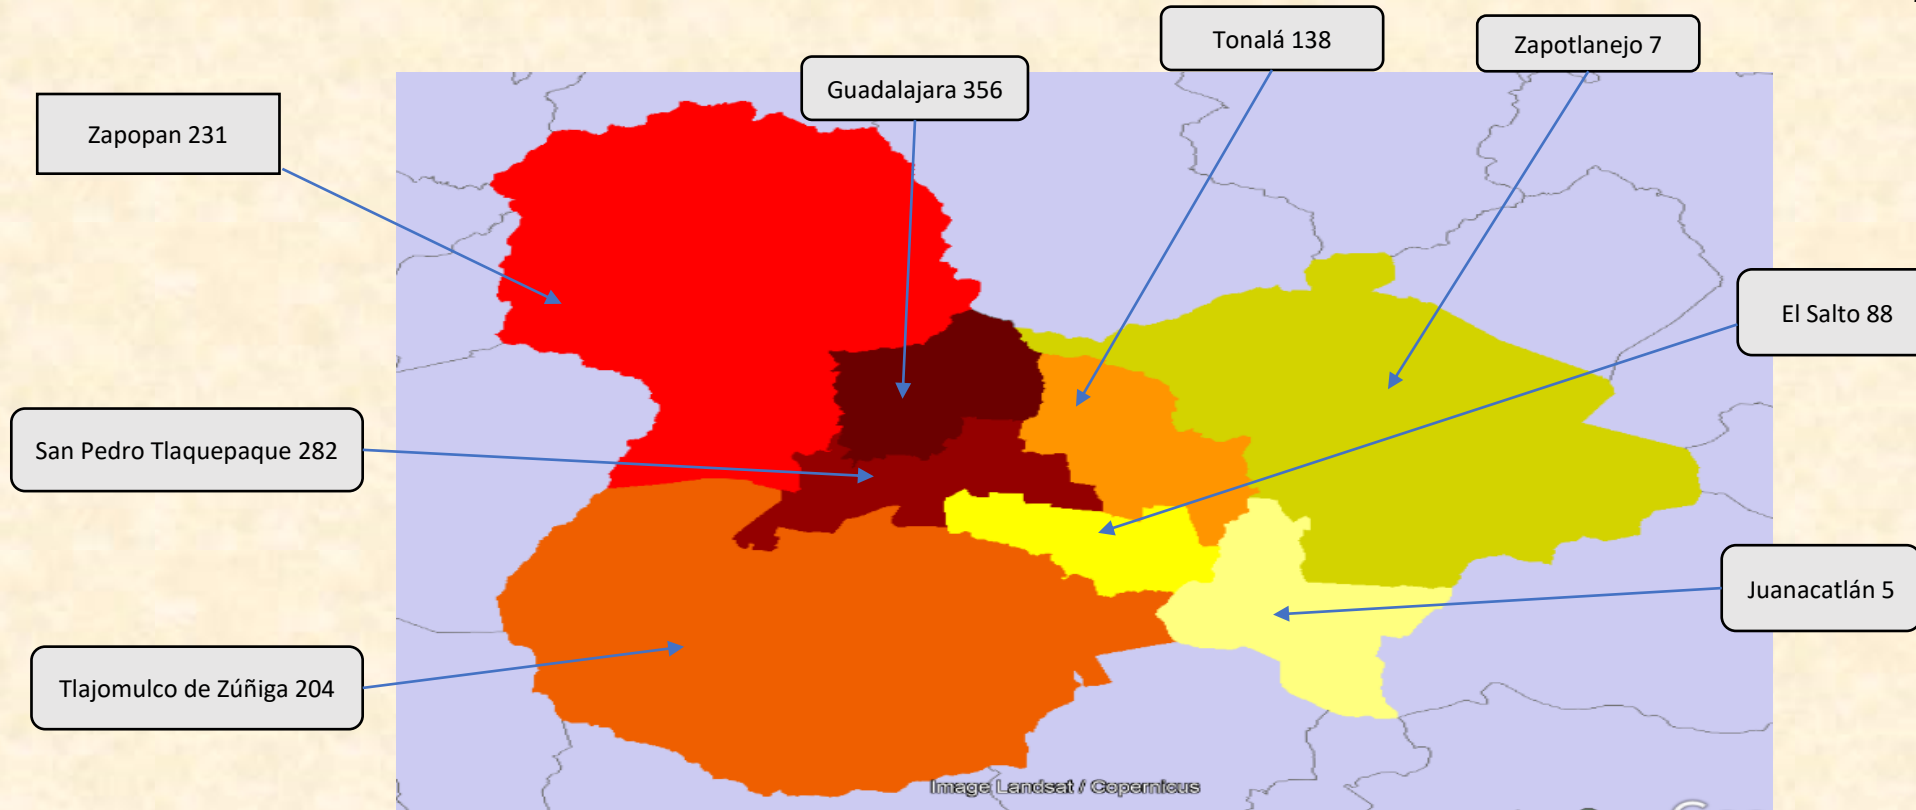 Tonalá 138
Zapotlanejo 7
Guadalajara 356
Zapopan 231
El Salto 88
San Pedro Tlaquepaque 282
Juanacatlán 5
Tlajomulco de Zúñiga 204
Image Landsat / Copernicus